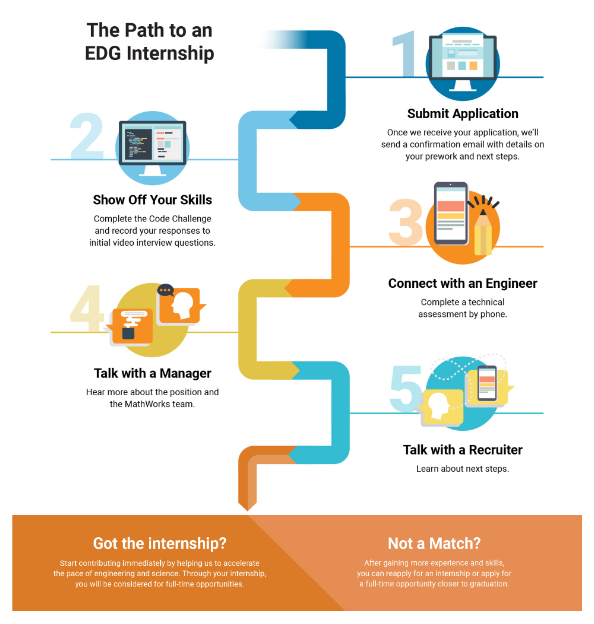 The Path to an
EDG Internship
1
Submit Application
Once we receive your application, we'll
send a confirmation email with details on
your prework and next steps.
2
Show Off Your Skills
Complete the Code Challenge
and record your responses to
initial video interview questions.
3
Connect with an Engineer
Complete a technical
assessment by phone.
4
Talk with a Manager
Hear more about the position and
the MathWorks team.
5
Talk with a Recruiter
Learn about next steps.
Got the internship?
Start contributing immediately by helping us to accelerate
the pace of engineering and science. Through your internship,
you will be considered for full-time opportunities.
Not a Match?
After gaining more experience and skills,
you can reapply for an internship or apply for
a full-time opportunity closer to graduation.